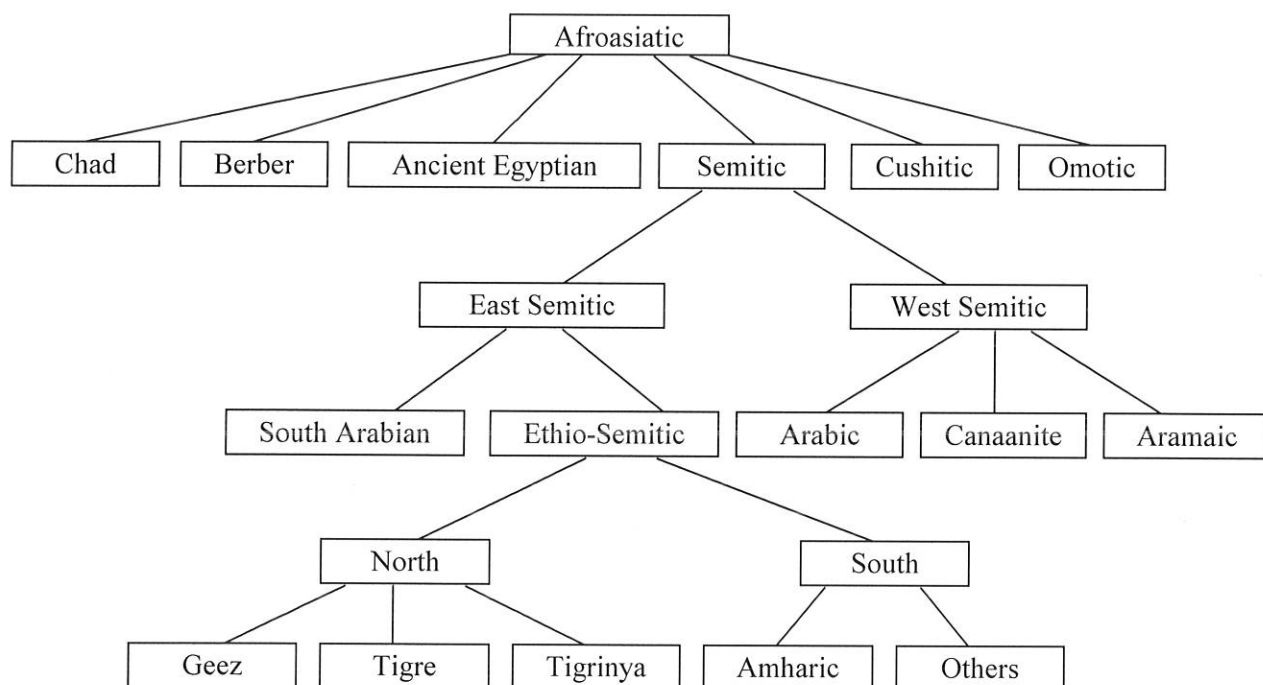 Afroasiatic
Chad Berber Ancient Egyptian Semitic Cushitic Omotic
East Semitic West Semitic
South Arabian Ethio-Semitic Arabic Canaanite Aramaic
North South
Geez Tigre Tigrinya Amharic Others